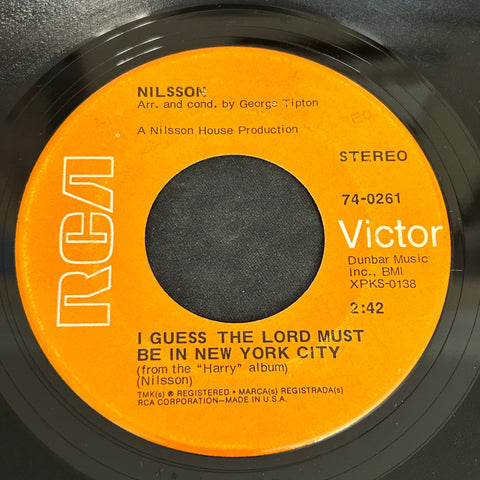 NILSSON
Arr. and cond. by George Tipton
A Nilsson House Production
RCA
STEREO
74-0261
Victor
Dunbar Music
Inc., BMI
XPKS-0138
2:42
I GUESS THE LORD MUST
BE IN NEW YORK CITY
(from the "Harry" album)
(Nilsson)
TMK(s) ® REGISTERED • MARCA(s) REGISTRADA(s)
RCA CORPORATION—MADE IN U.S.A.